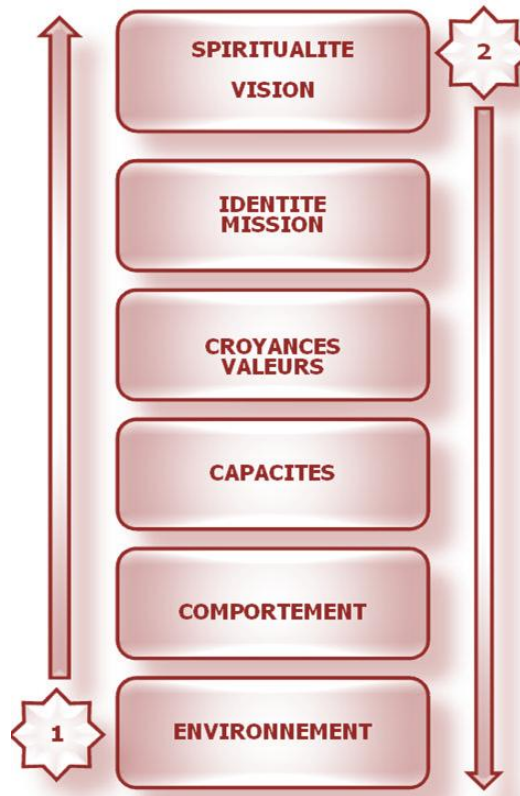 SPIRITUALITE
VISION
2
IDENTITE
MISSION
CROYANCES
VALEURS
CAPACITES
COMPORTEMENT
1
ENVIRONNEMENT